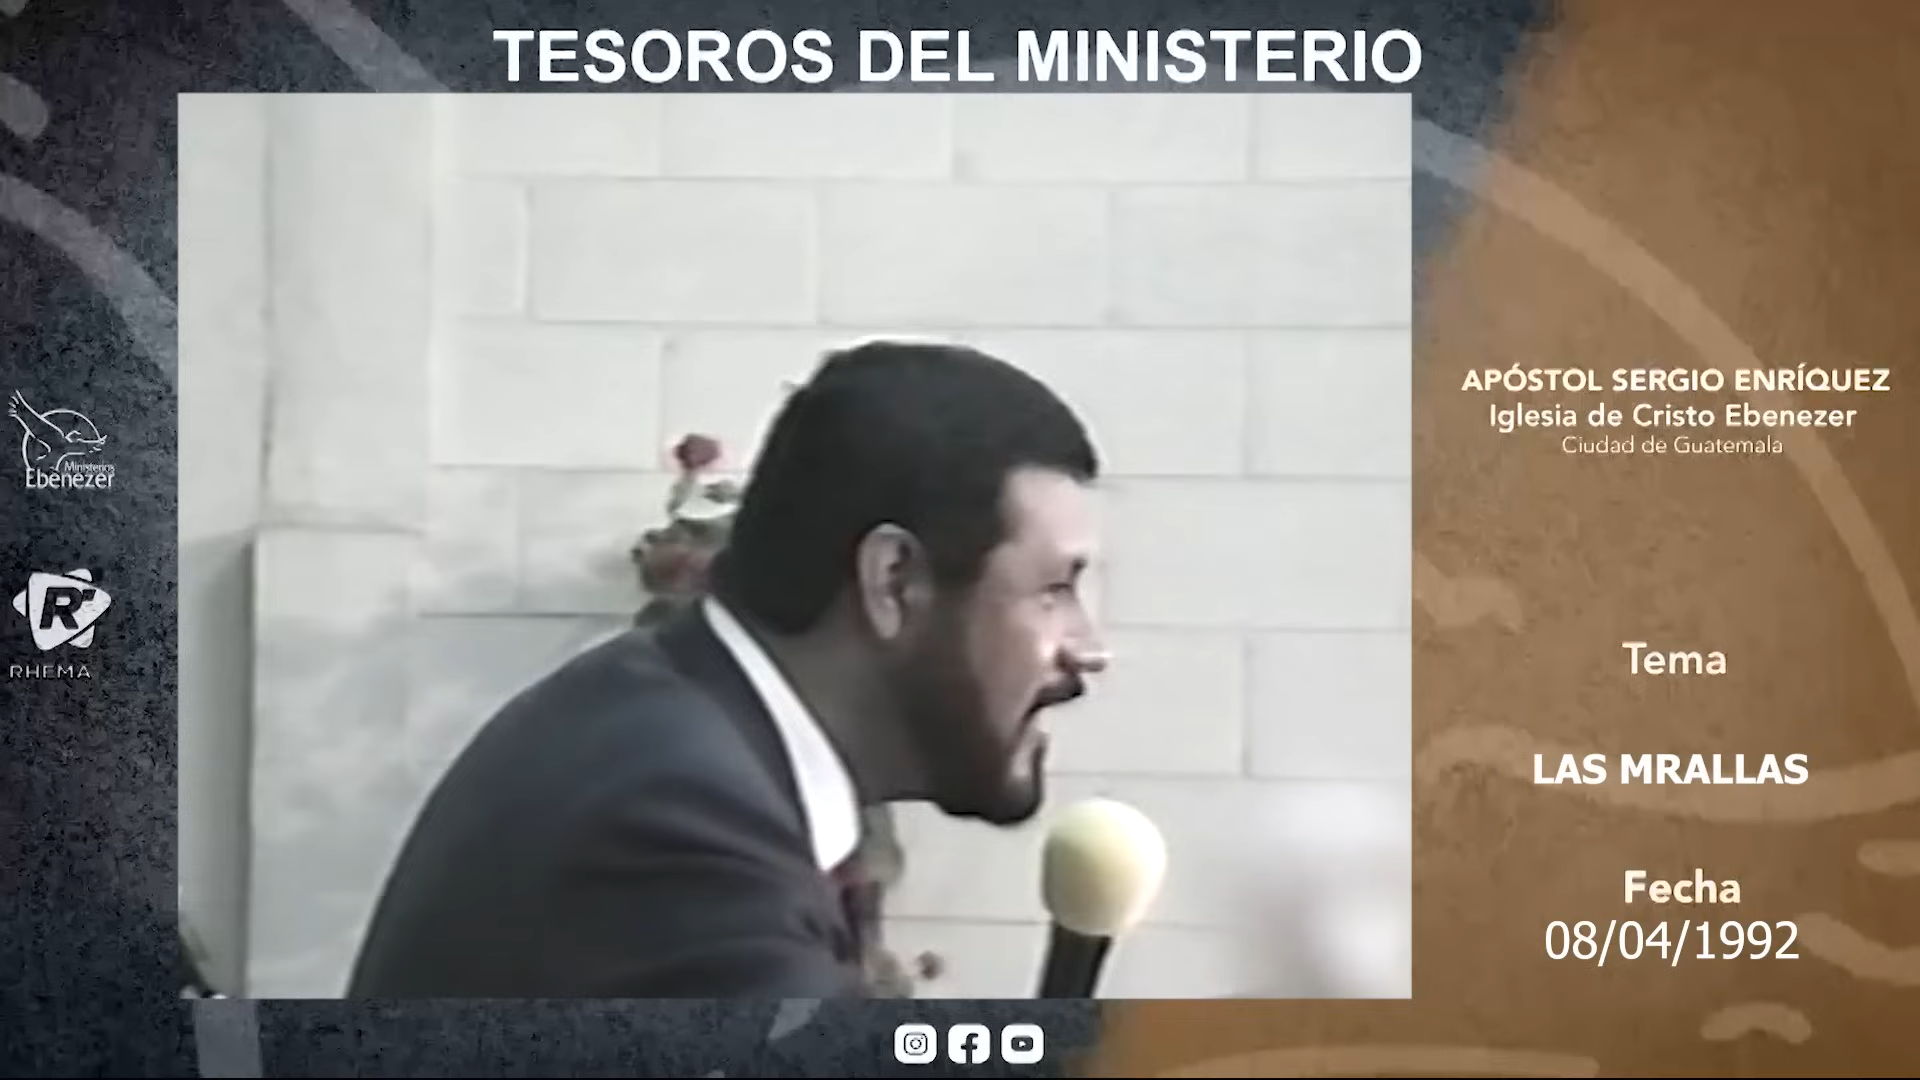 TESOROS DEL MINISTERIO
APÓSTOL SERGIO ENRÍQUEZ
Iglesia de Cristo Ebenezer
Ciudad de Guatemala
Ministerios
Ebenezer
R
RHEMA
Tema
LAS MRALLAS
Fecha
08/04/1992